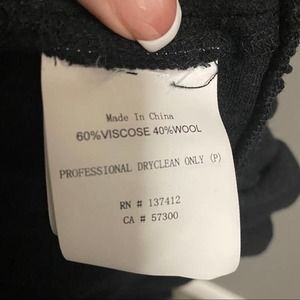 Made In China
60%VISCOSE 40%WOOL
PROFESSIONAL DRYCLEAN ONLY (P)
RN # 137412
CA # 57300